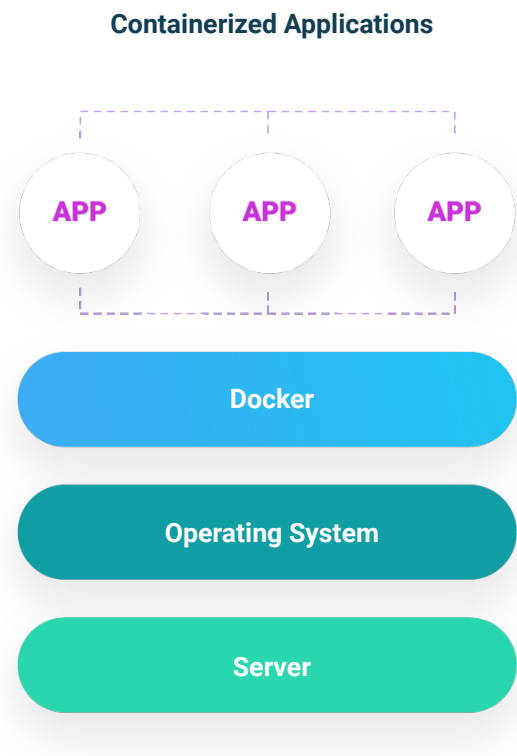 Containerized Applications
APP APP APP
Docker
Operating System
Server